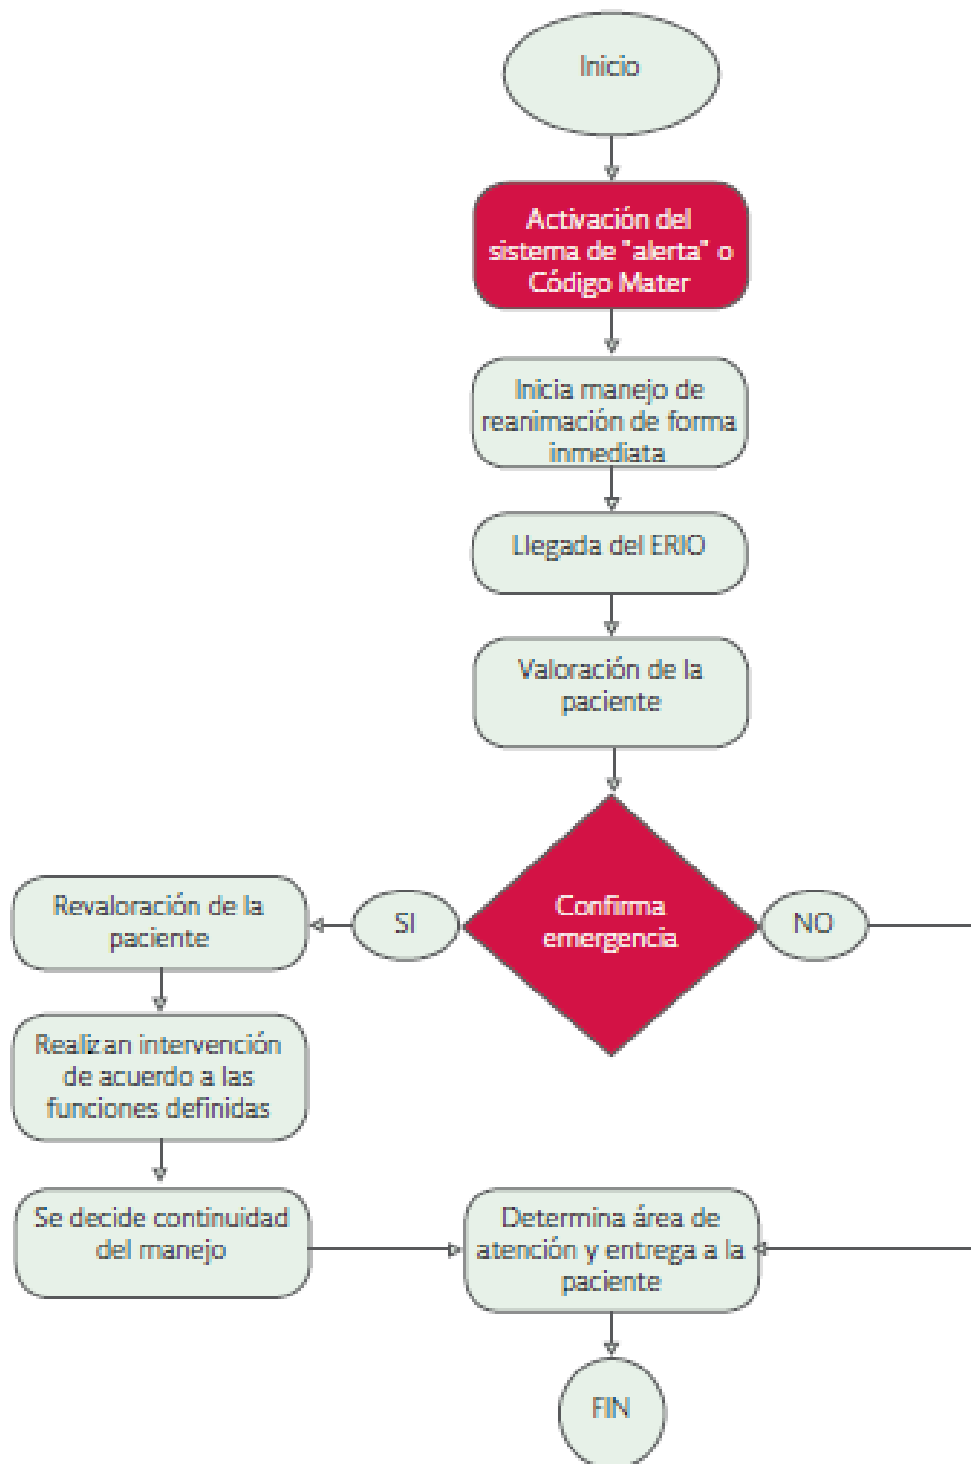 Inicio
Activación del
sistema de "alerta" o
Código Mater
Inicia manejo de
reanimación de forma
inmediata
Llegada del ERIO
Valoración de la
paciente
Confirma
emergencia
SI
NO
Revaloración de la
paciente
Realizan intervención
de acuerdo a las
funciones definidas
Se decide continuidad
del manejo
Determina área de
atención y entrega a la
paciente
FIN